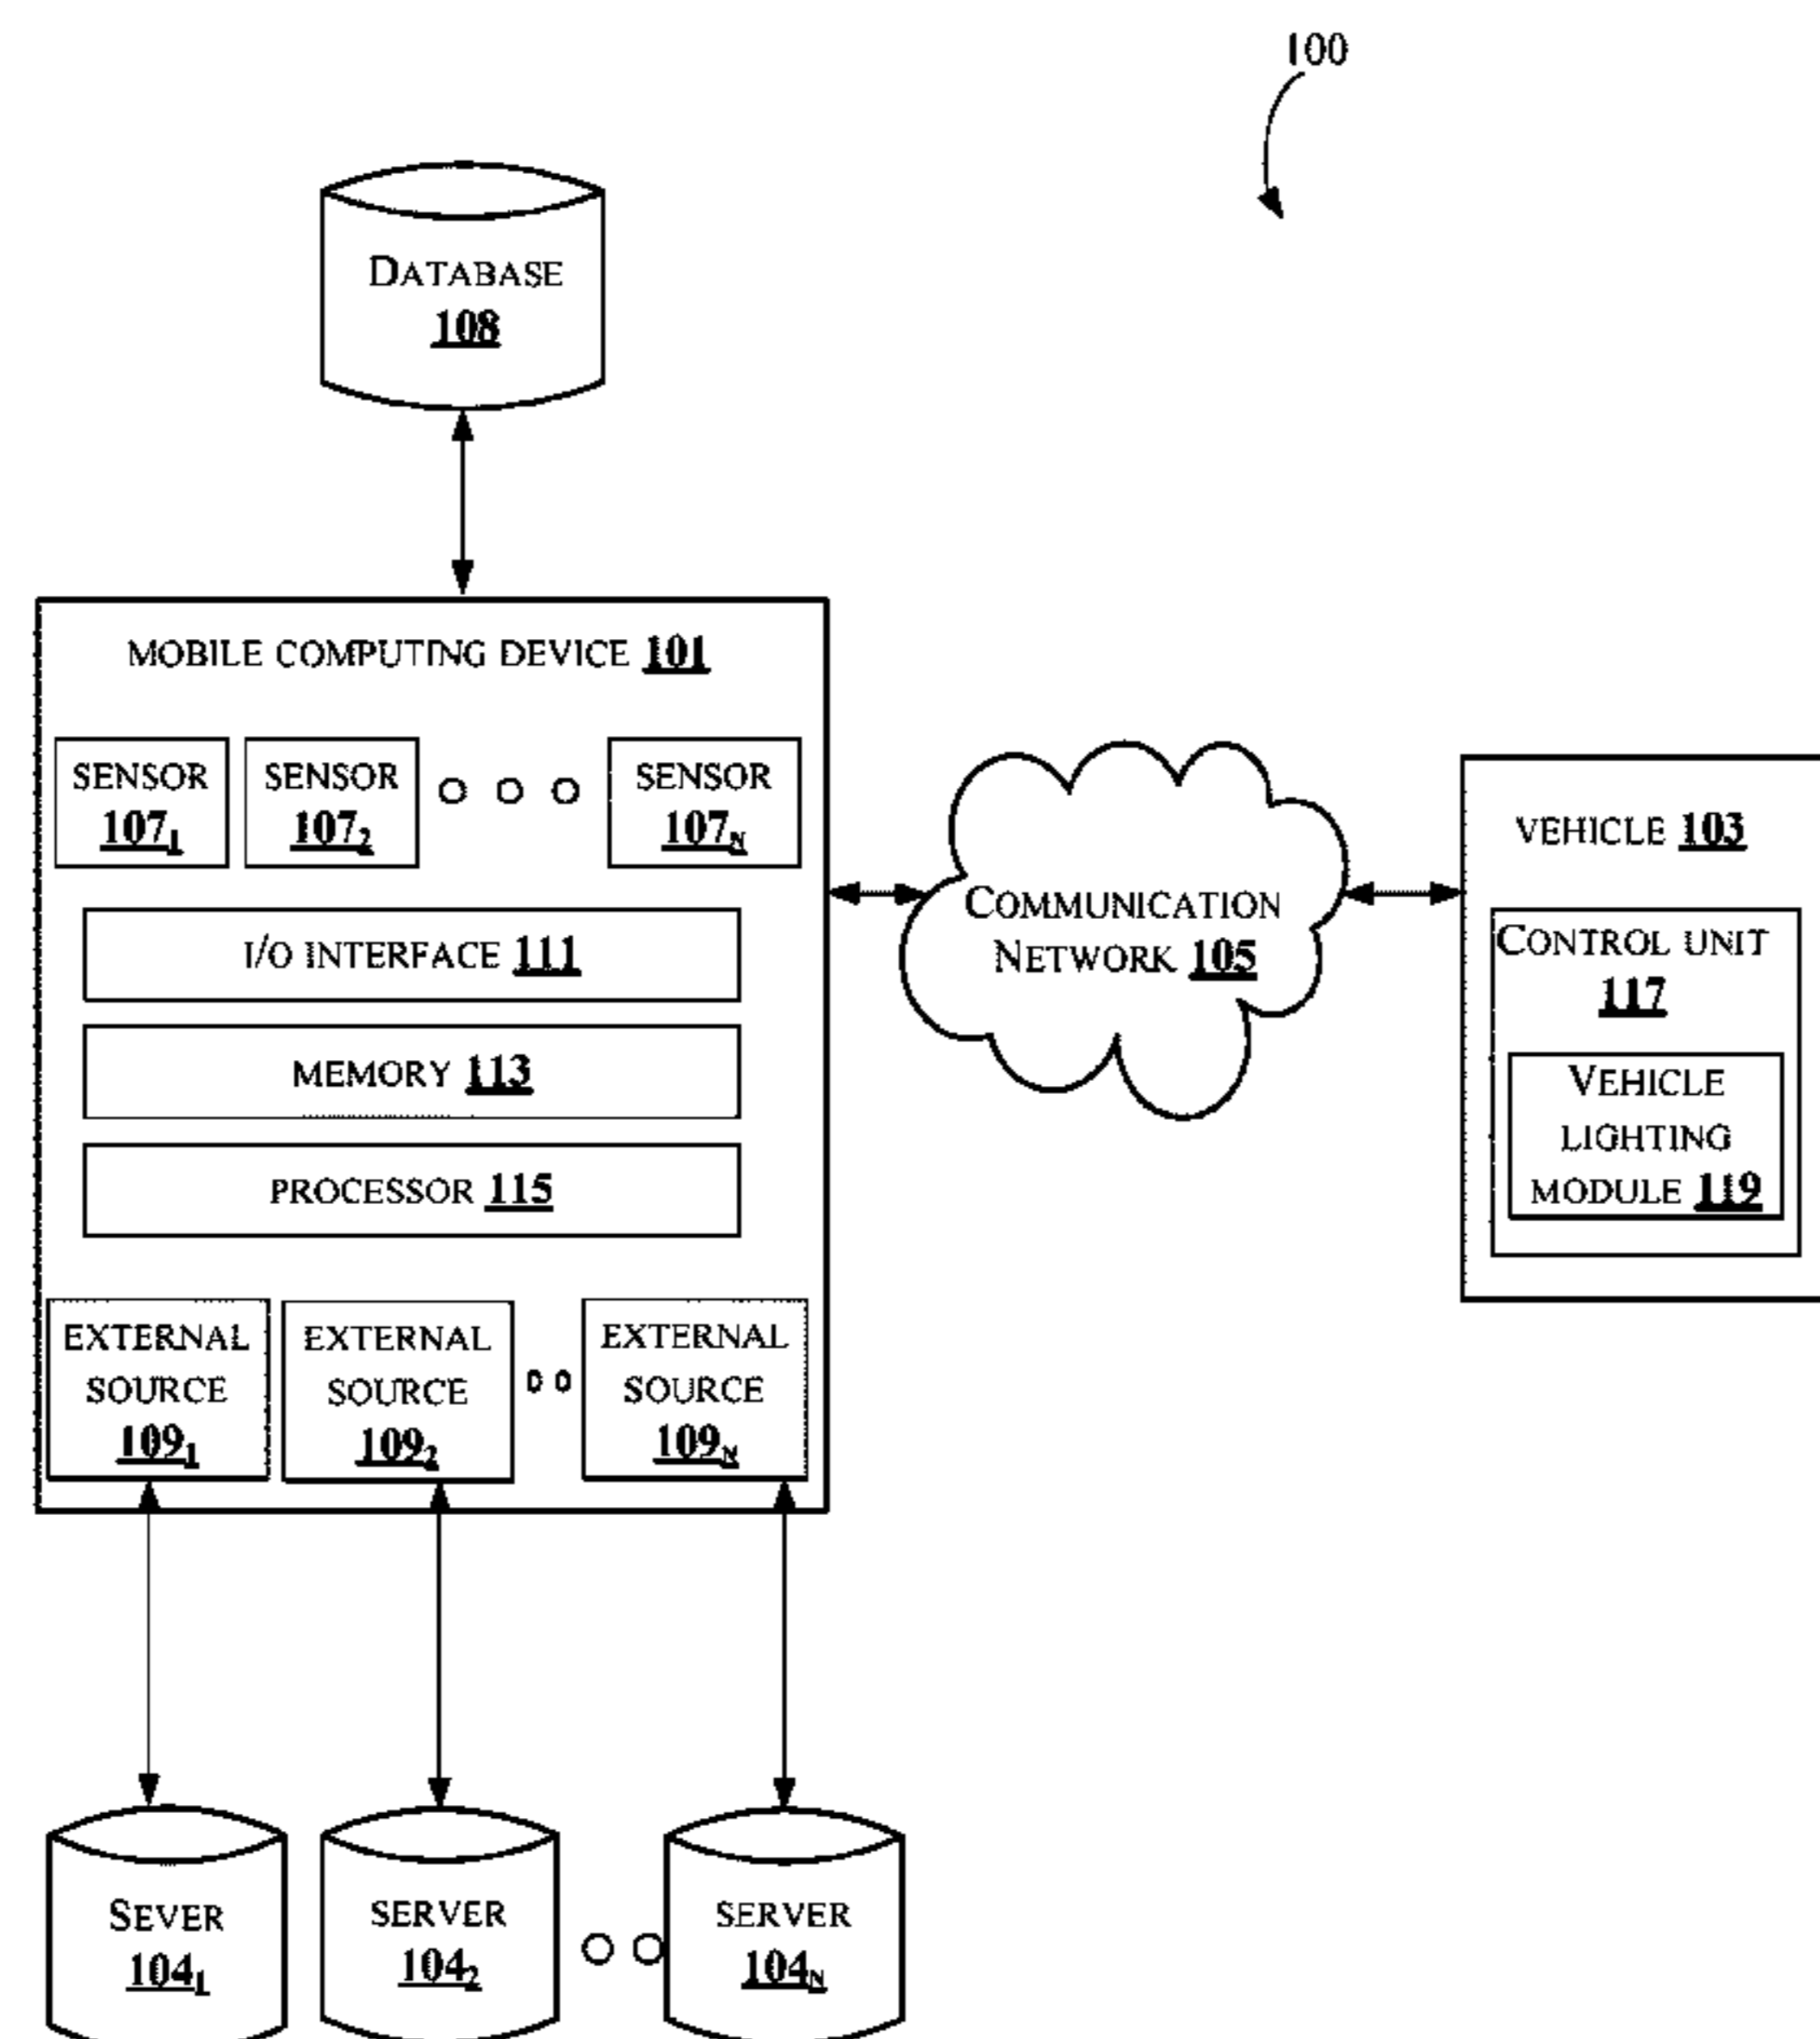 100
DATABASE
108
MOBILE COMPUTING DEVICE 101
SENSOR
107₁
SENSOR
107₂
SENSOR
107ₙ
I/O INTERFACE 111
MEMORY 113
PROCESSOR 115
EXTERNAL
SOURCE
109₁
EXTERNAL
SOURCE
109₂
EXTERNAL
SOURCE
109ₙ
COMMUNICATION
NETWORK 105
VEHICLE 103
CONTROL UNIT
117
VEHICLE
LIGHTING
MODULE 119
SEVER
104₁
SERVER
104₂
SERVER
104ₙ